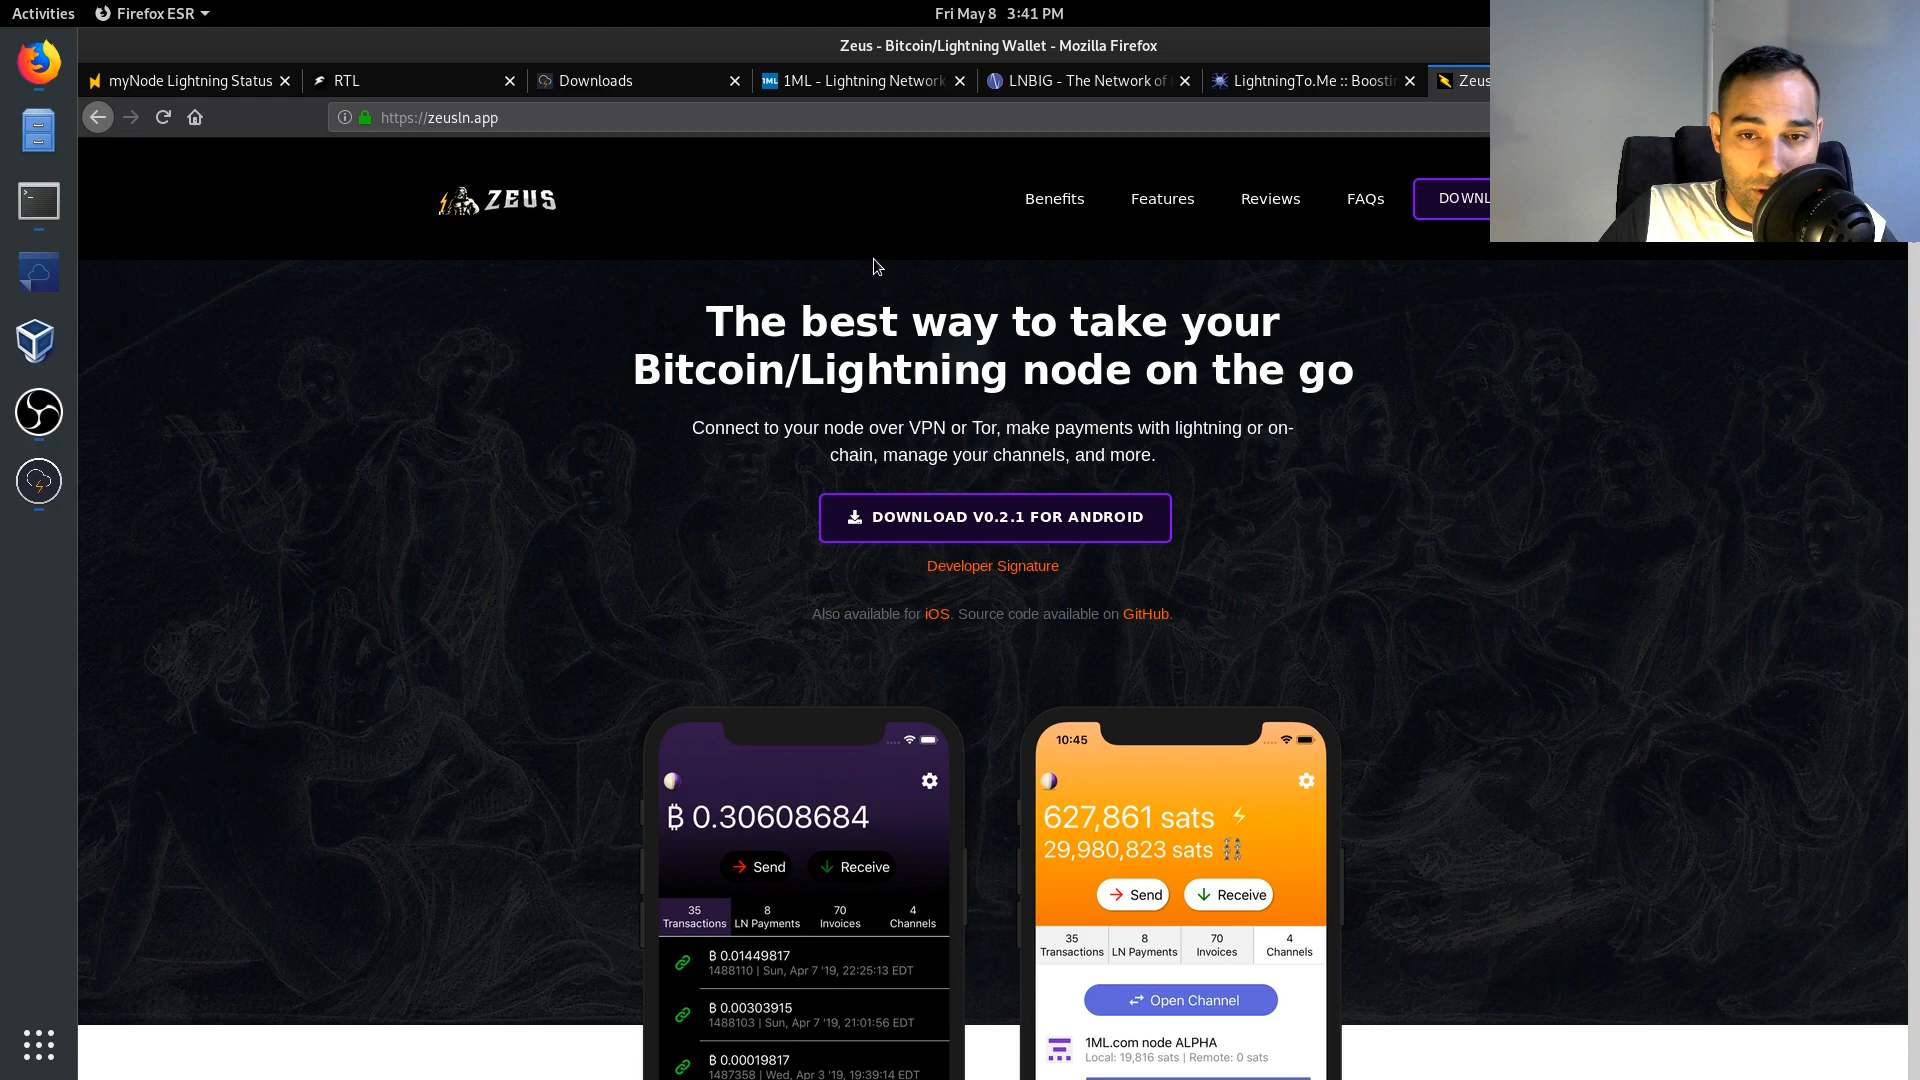 Activities
Firefox ESR
Fri May 8 3:41 PM
Zeus - Bitcoin/Lightning Wallet - Mozilla Firefox
myNode Lightning Status
RTL
Downloads
1ML
1ML - Lightning Network
LNBIG - The Network of
LightningTo.Me :: Boostin
Zeus
https://zeusln.app
ZEUS
Benefits
Features
Reviews
FAQs
DOWNL
The best way to take your
Bitcoin/Lightning node on the go
Connect to your node over VPN or Tor, make payments with lightning or on-
chain, manage your channels, and more.
DOWNLOAD V0.2.1 FOR ANDROID
Developer Signature
Also available for iOS. Source code available on GitHub.
₿ 0.30608684
Send
Receive
35 8 70 4
Transactions LN Payments Invoices Channels
₿ 0.01449817
1488110 | Sun, Apr 7 '19, 22:25:13 EDT
₿ 0.00303915
1488103 | Sun, Apr 7 '19, 21:01:56 EDT
₿ 0.00019817
1487358 | Wed, Apr 3 '19, 19:39:14 EDT
10:45
627,861 sats
29,980,823 sats
Send
Receive
35 8 70 4
Transactions LN Payments Invoices Channels
Open Channel
1ML.com node ALPHA
Local: 19,816 sats | Remote: 0 sats